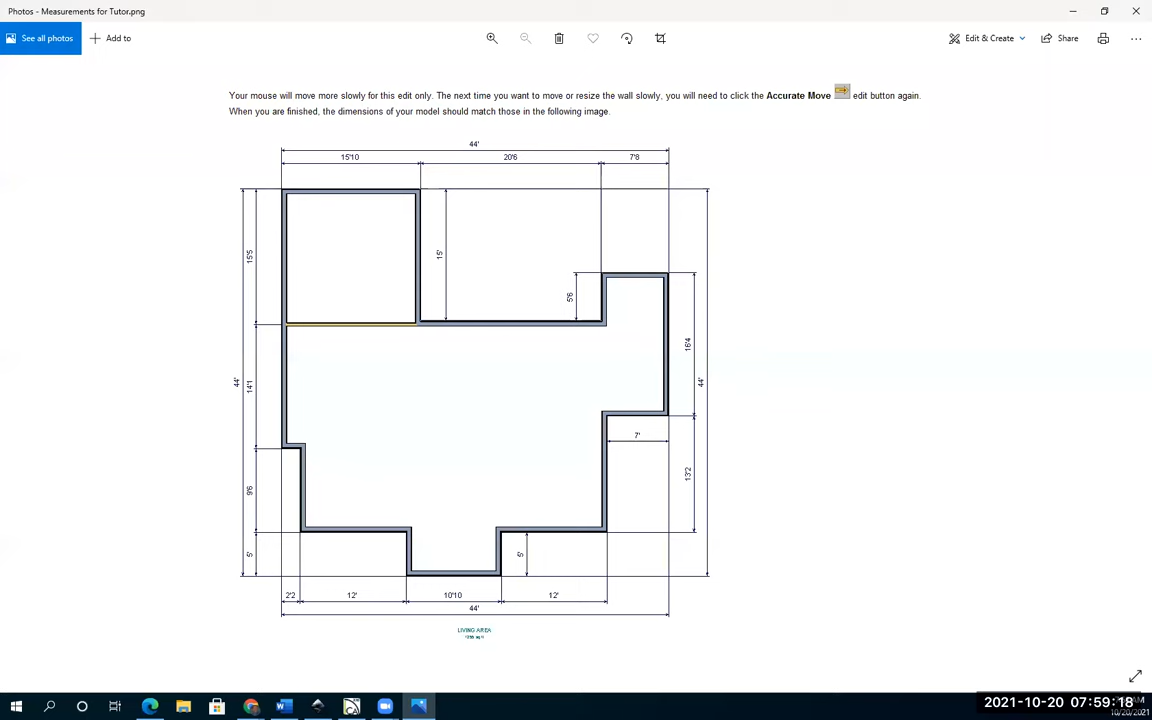 Photos - Measurements for Tutor.png
See all photos
Add to
Edit & Create
Share
Your mouse will move more slowly for this edit only. The next time you want to move or resize the wall slowly, you will need to click the Accurate Move edit button again.
When you are finished, the dimensions of your model should match those in the following image.
44'
15'10
20'6
7'8
15'5
15'
5'6
16'4
44'
14'1
44'
7'
9'6
13'2
5'
5'
2'2
12'
10'10
12'
44'
LIVING AREA
2021-10-20 07:59:18